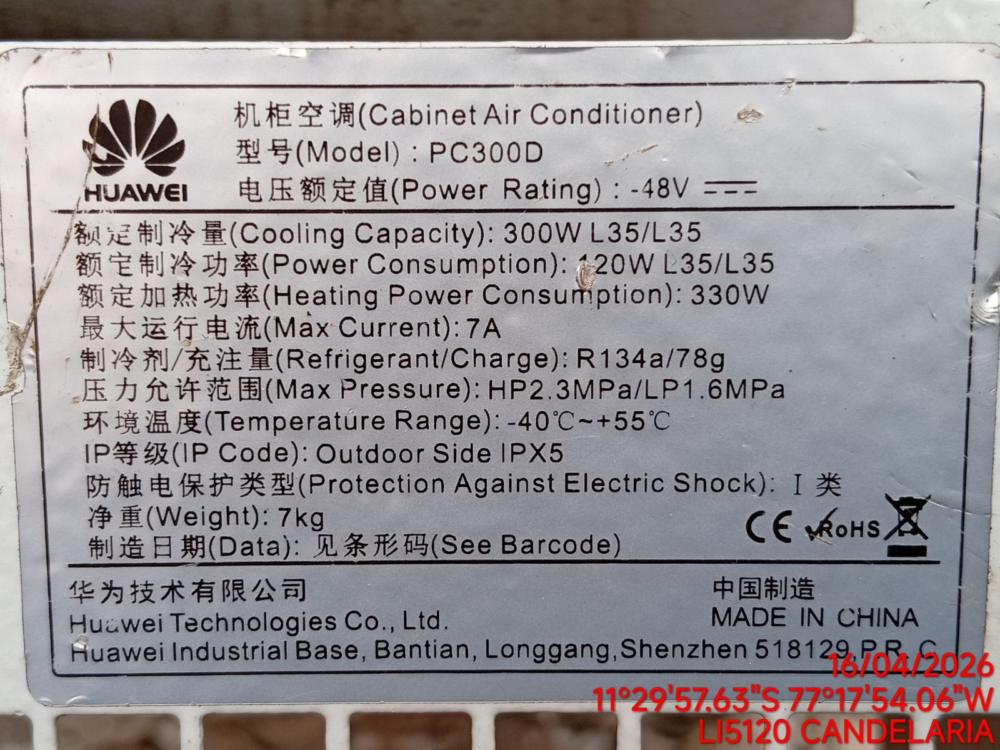 HUAWEI
机柜空调(Cabinet Air Conditioner)
型号(Model) : PC300D
电压额定值(Power Rating) : -48V
额定制冷量(Cooling Capacity): 300W L35/L35
额定制冷功率(Power Consumption): 120W L35/L35
额定加热功率(Heating Power Consumption): 330W
最大运行电流(Max Current): 7A
制冷剂/充注量(Refrigerant/Charge): R134a/78g
压力允许范围(Max Pressure): HP2.3MPa/LP1.6MPa
环境温度(Temperature Range): -40℃~+55℃
IP等级(IP Code): Outdoor Side IPX5
防触电保护类型(Protection Against Electric Shock): I 类
净重(Weight): 7kg
制造日期(Data): 见条形码(See Barcode)
CE RoHS
华为技术有限公司
Huawei Technologies Co., Ltd.
Huawei Industrial Base, Bantian, Longgang,Shenzhen 518129,P.R.C
中国制造
MADE IN CHINA
16/04/2026
11°29'57.63"S 77°17'54.06"W
LI5120 CANDELARIA